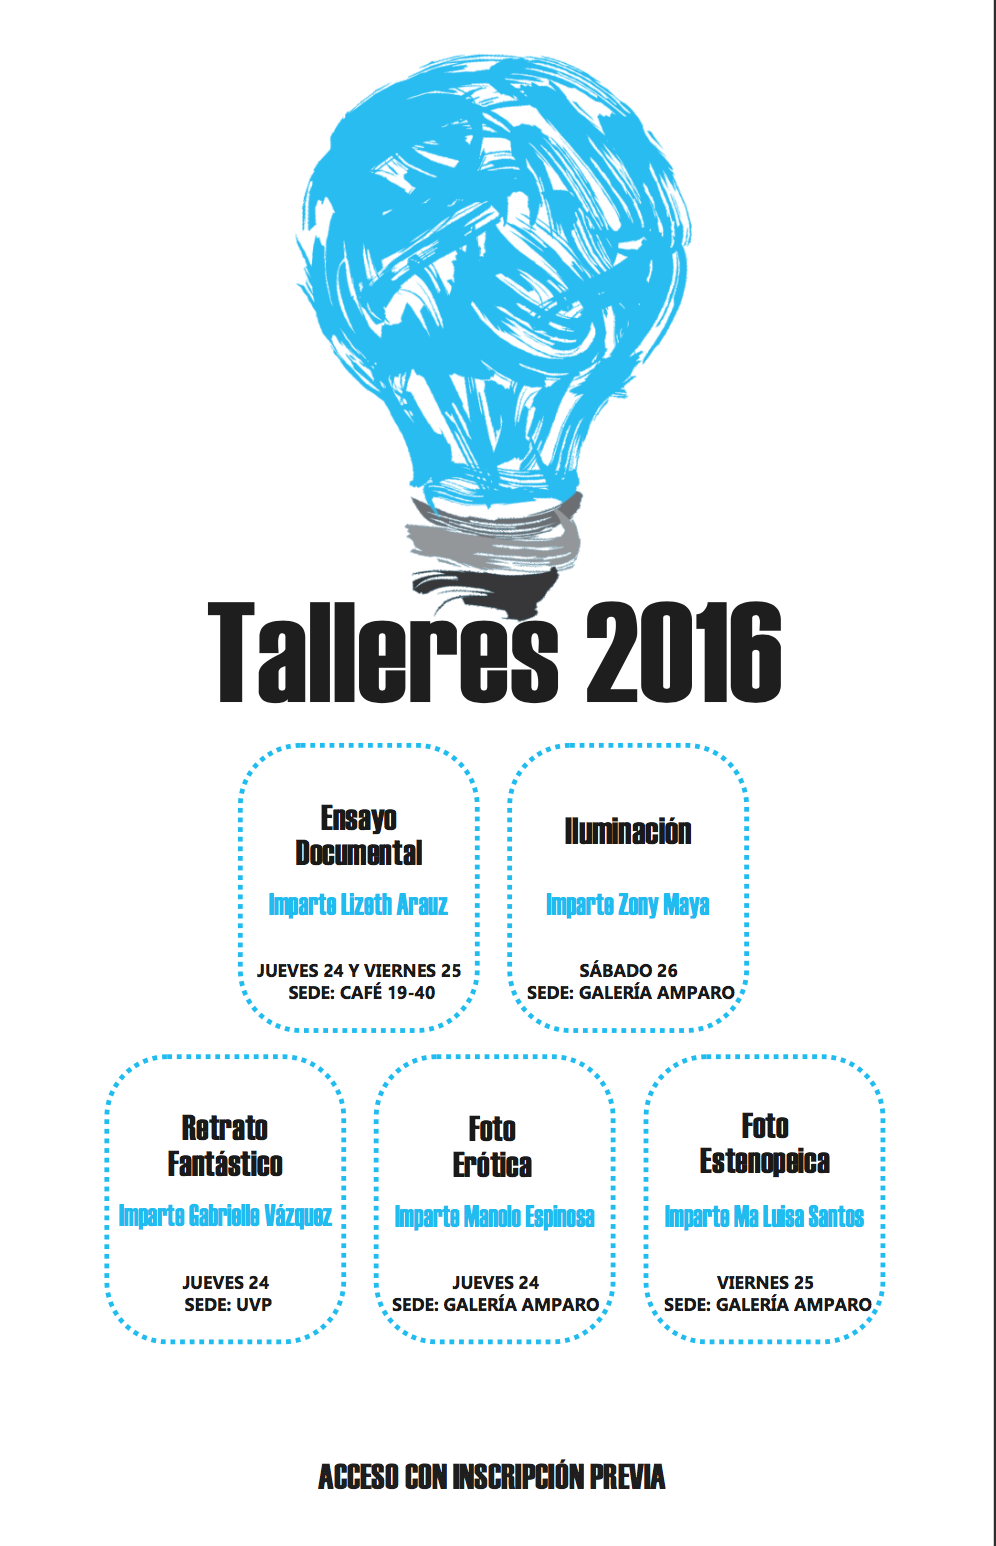 Talleres 2016
Ensayo
Documental
Imparte Lizeth Arauz
JUEVES 24 Y VIERNES 25
SEDE: CAFÉ 19-40
Iluminación
Imparte Zony Maya
SÁBADO 26
SEDE: GALERÍA AMPARO
Retrato
Fantástico
Imparte Gabrielle Vázquez
JUEVES 24
SEDE: UVP
Foto
Erótica
Imparte Manolo Espinosa
JUEVES 24
SEDE: GALERÍA AMPARO
Foto
Estenopeica
Imparte Ma Luisa Santos
VIERNES 25
SEDE: GALERÍA AMPARO
ACCESO CON INSCRIPCIÓN PREVIA